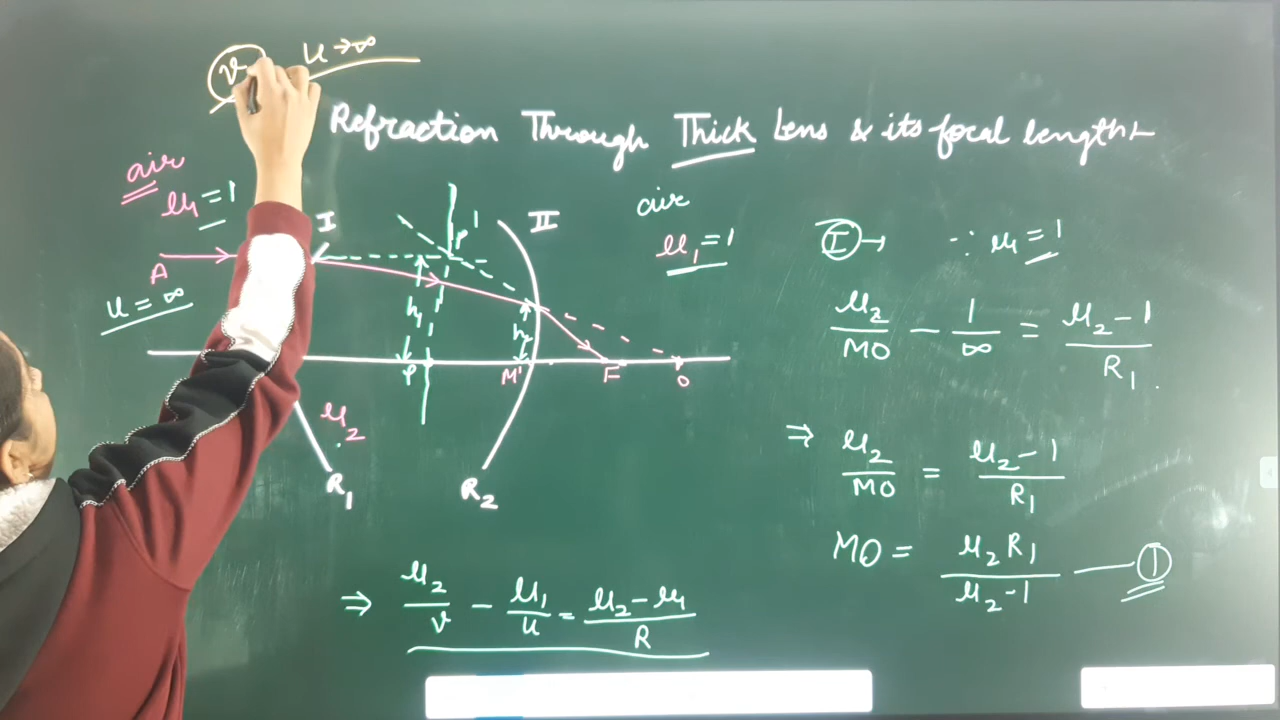 v u → ∞
Refraction Through Thick Lens & its focal length
air
μ₁ = 1
A
u = ∞
I
P'
II
h₁
h₂
P
M'
F
O
μ₂
R₁
R₂
air
μ₁ = 1
⇒ μ₂/v - μ₁/u = μ₂-μ₁/R
I → ∵ μ₁ = 1
μ₂/MO - 1/∞ = μ₂-1/R₁
⇒ μ₂/MO = μ₂-1/R₁
MO = μ₂R₁/μ₂-1 — ①